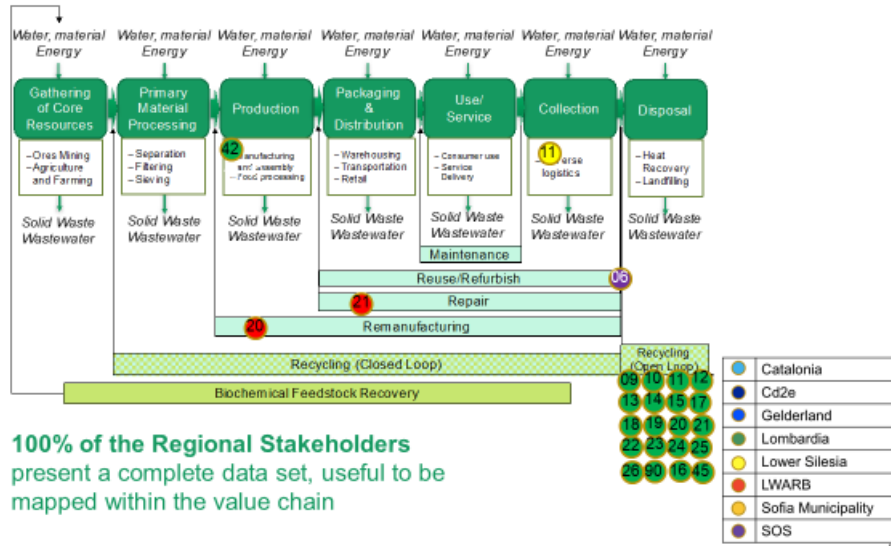 Water, material
Energy
Water, material
Energy
Water, material
Energy
Water, material
Energy
Water, material
Energy
Water, material
Energy
Water, material
Energy
Gathering
of Core
Resources
Primary
Material
Processing
Production
Packaging
&
Distribution
Use/
Service
Collection
Disposal
– Ores Mining
– Agriculture
and Farming
– Separation
– Filtering
– Sieving
42
and assembly
– Food processing
– Warehousing
– Transportation
– Retail
– Consumer use
– Service
Delivery
11
logistics
– Heat
Recovery
– Landfilling
Solid Waste
Wastewater
Solid Waste
Wastewater
Solid Waste
Wastewater
Solid Waste
Wastewater
Solid Waste
Wastewater
Solid Waste
Wastewater
Solid Waste
Wastewater
Maintenance
Reuse/Refurbish
06
21
Repair
20
Remanufacturing
Recycling (Closed Loop)
Recycling
(Open Loop)
Biochemical Feedstock Recovery
09 10 11 12
13 14 15 17
18 19 20 21
22 23 24 25
26 90 16 45
100% of the Regional Stakeholders
present a complete data set, useful to be
mapped within the value chain
Catalonia
Cd2e
Gelderland
Lombardia
Lower Silesia
LWARB
Sofia Municipality
SOS